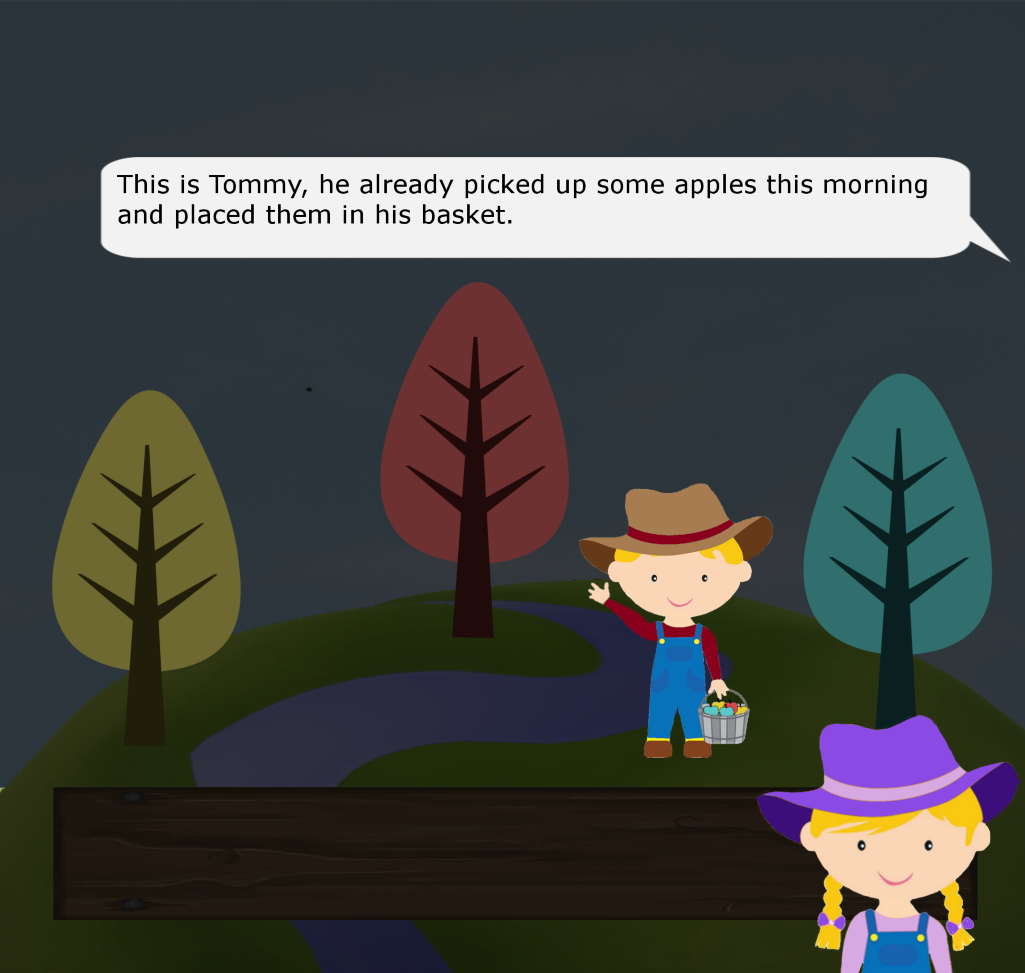 This is Tommy, he already picked up some apples this morning
and placed them in his basket.